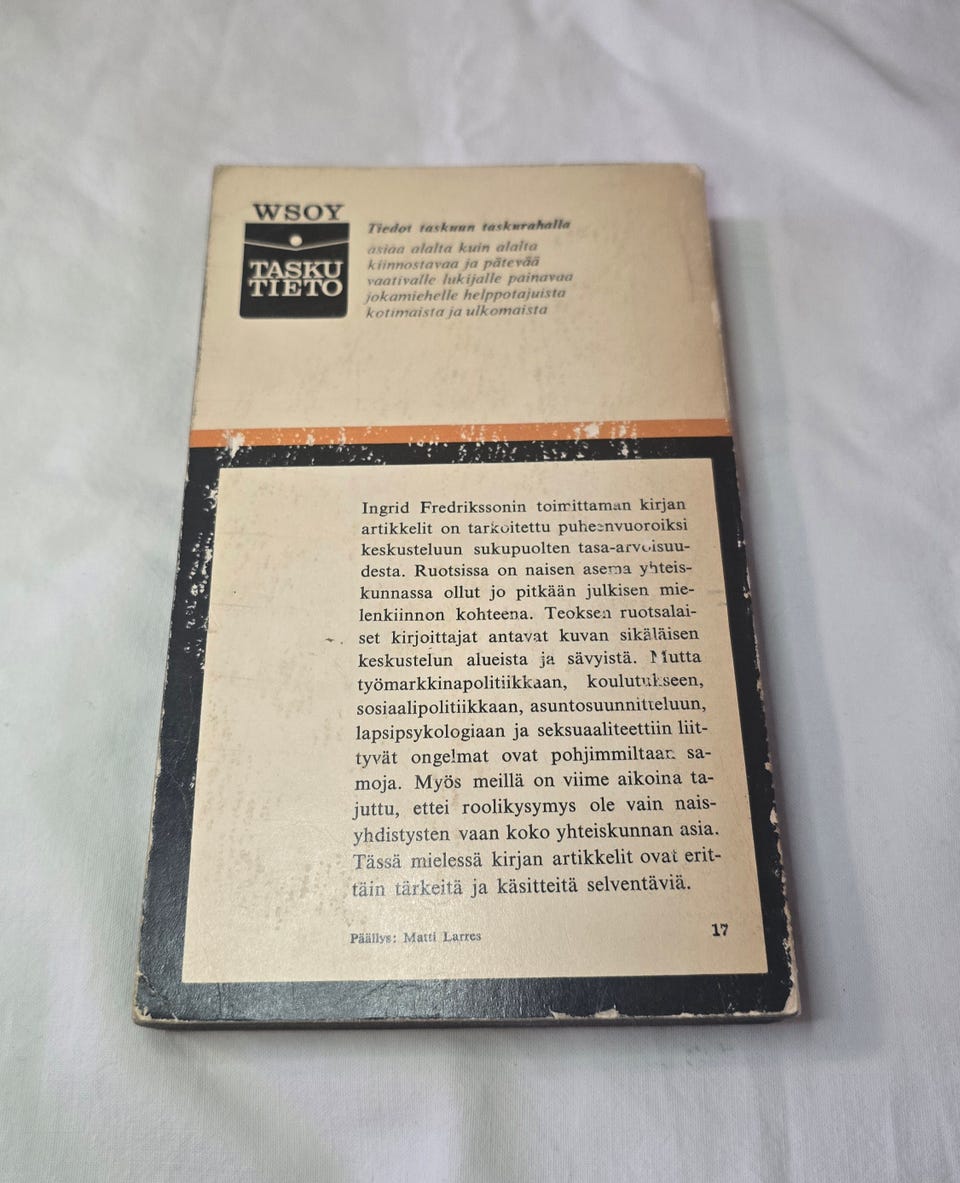 WSOY
TASKU
TIETO
Tiedot taskuun taskurahalla
asiaa alalta kuin alalta
kiinnostavaa ja pätevää
vaativalle lukijalle painavaa
jokamiehelle helppotajuista
kotimaista ja ulkomaista
Ingrid Fredrikssonin toimittaman kirjan
artikkelit on tarkoitettu puheenvuoroiksi
keskusteluun sukupuolten tasa-arvoisuu-
desta. Ruotsissa on naisen asema yhteis-
kunnassa ollut jo pitkään julkisen mie-
lenkiinnon kohteena. Teoksen ruotsalai-
set kirjoittajat antavat kuvan sikäläisen
keskustelun alueista ja sävyistä. Mutta
työmarkkinapolitiikkaan, koulutukseen,
sosiaalipolitiikkaan, asuntosuunnitteluun,
lapsipsykologiaan ja seksuaaliteettiin liit-
tyvät ongelmat ovat pohjimmiltaan sa-
moja. Myös meillä on viime aikoina ta-
juttu, ettei roolikysymys ole vain nais-
yhdistysten vaan koko yhteiskunnan asia.
Tässä mielessä kirjan artikkelit ovat erit-
täin tärkeitä ja käsitteitä selventäviä.
Päällys: Matti Larres
17